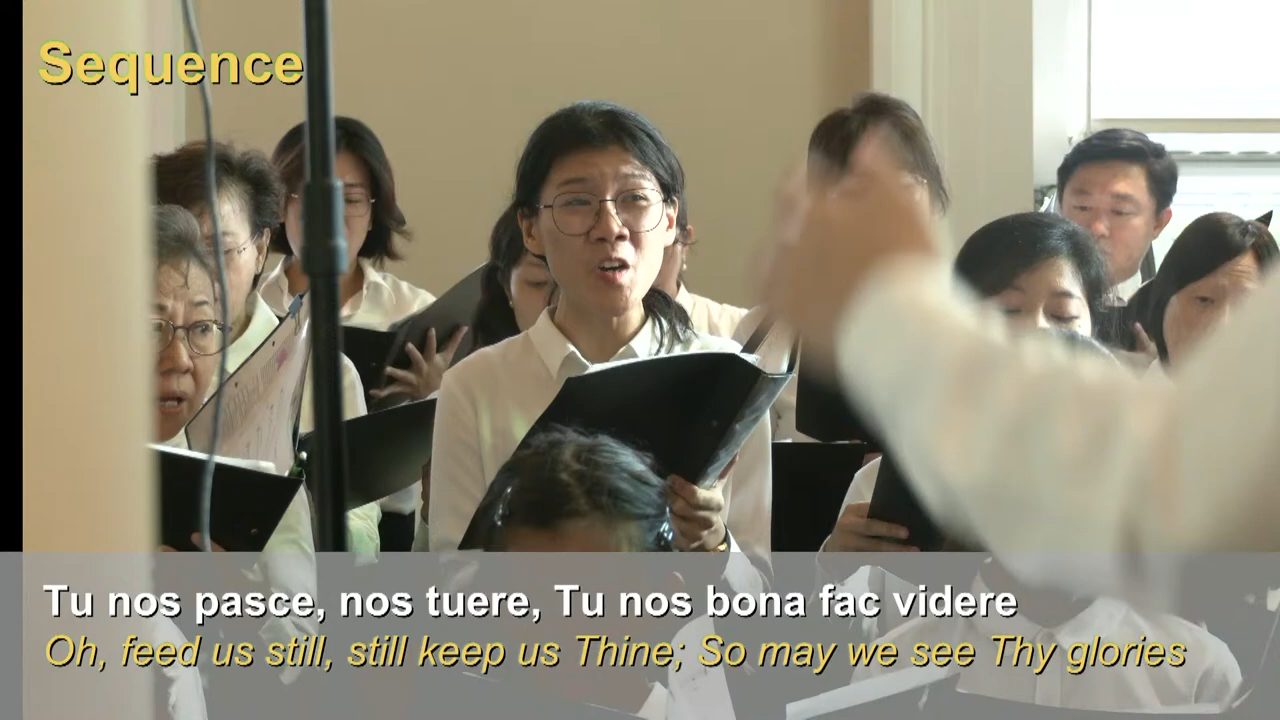 Sequence
Tu nos pasce, nos tuere, Tu nos bona fac videre
Oh, feed us still, still keep us Thine; So may we see Thy glories